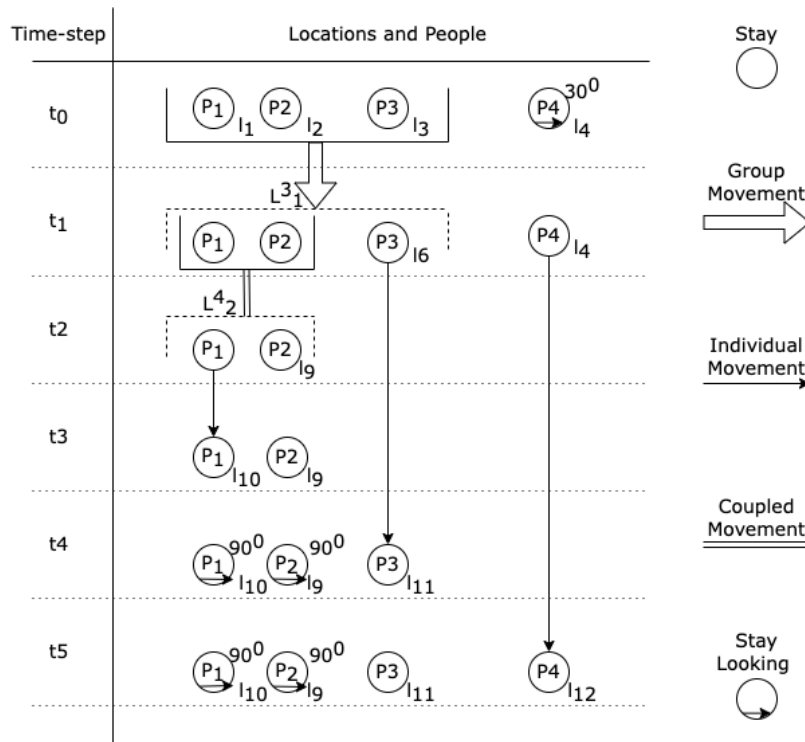 Time-step Locations and People Stay
t0 P1 l1 P2 l2 P3 l3 P4 30⁰ l4
Group
Movement
L³1
t1 P1 P2 P3 l6 P4 l4
L⁴2
t2 P1 P2 l9
Individual
Movement
t3 P1 l10 P2 l9
Coupled
Movement
t4 P1 90⁰ l10 P2 90⁰ l9 P3 l11
t5 P1 90⁰ l10 P2 90⁰ l9 P3 l11 P4 l12
Stay
Looking